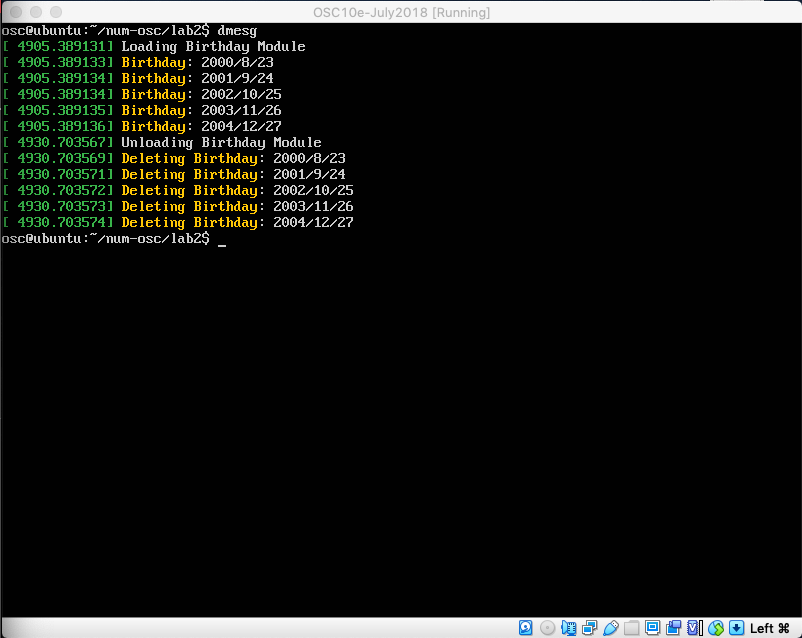 OSC10e-July2018 [Running]
osc@ubuntu:~/num-osc/lab2$ dmesg
[ 4905.389131] Loading Birthday Module
[ 4905.389133] Birthday: 2000/8/23
[ 4905.389134] Birthday: 2001/9/24
[ 4905.389134] Birthday: 2002/10/25
[ 4905.389135] Birthday: 2003/11/26
[ 4905.389136] Birthday: 2004/12/27
[ 4930.703567] Unloading Birthday Module
[ 4930.703569] Deleting Birthday: 2000/8/23
[ 4930.703571] Deleting Birthday: 2001/9/24
[ 4930.703572] Deleting Birthday: 2002/10/25
[ 4930.703573] Deleting Birthday: 2003/11/26
[ 4930.703574] Deleting Birthday: 2004/12/27
osc@ubuntu:~/num-osc/lab2$ _
Left ⌘